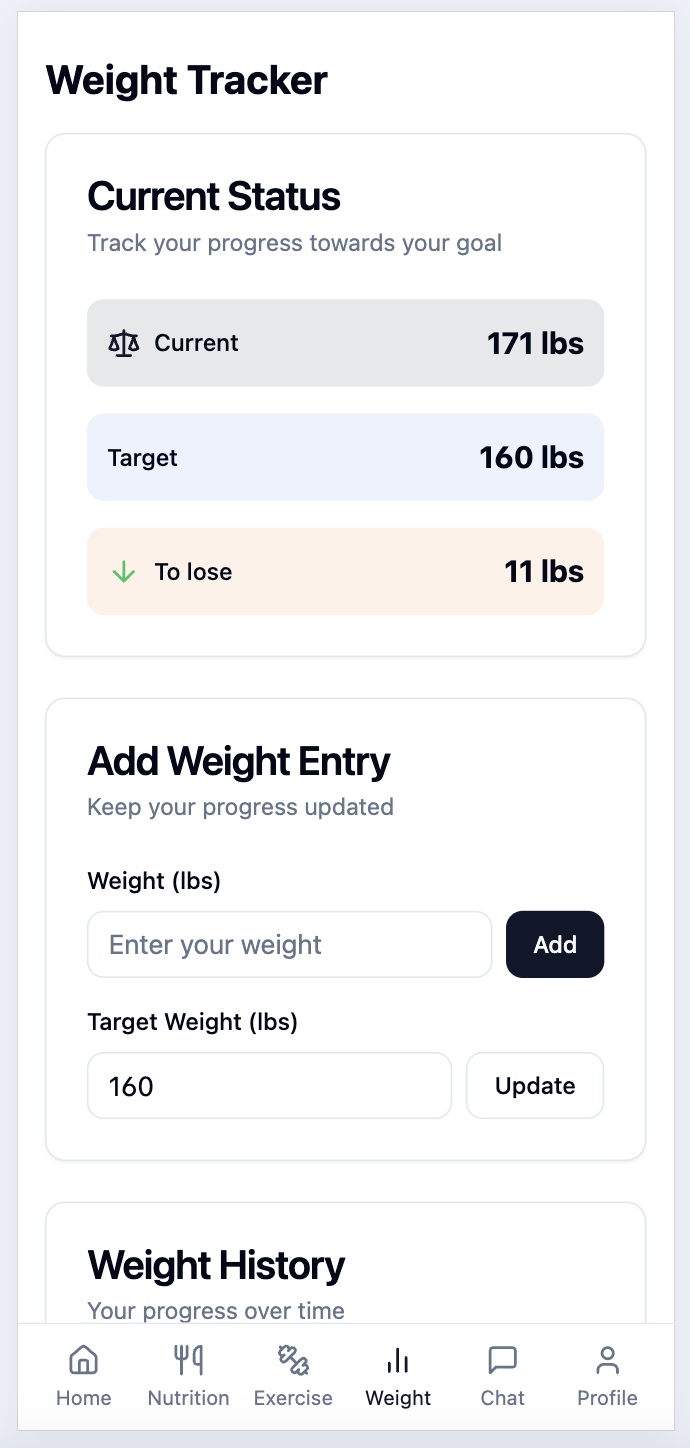 Weight Tracker
Current Status
Track your progress towards your goal
Current 171 lbs
Target 160 lbs
To lose 11 lbs
Add Weight Entry
Keep your progress updated
Weight (lbs)
Enter your weight Add
Target Weight (lbs)
160 Update
Weight History
Your progress over time
Home Nutrition Exercise Weight Chat Profile